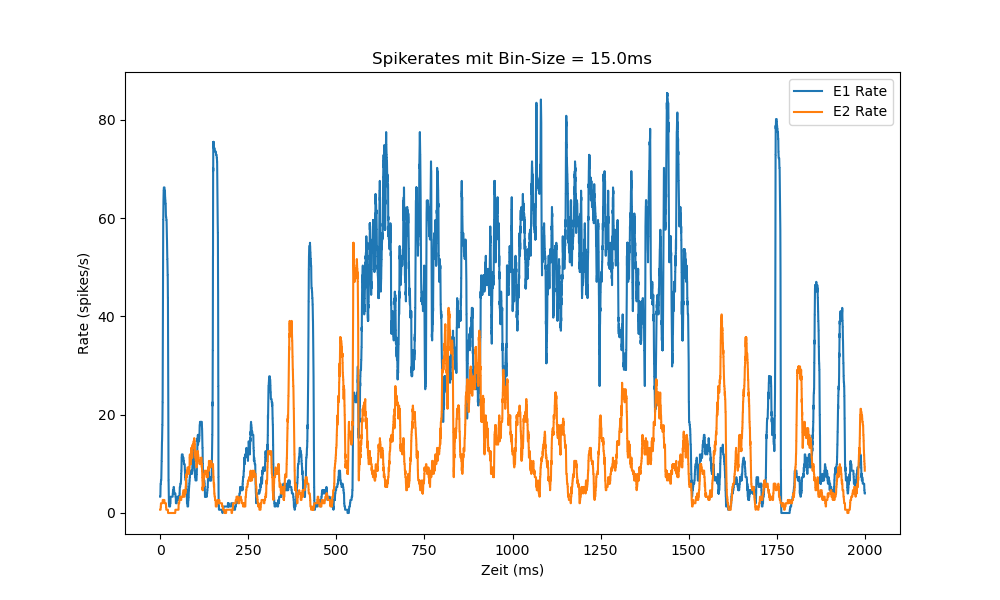 Spikerates mit Bin-Size = 15.0ms
E1 Rate
E2 Rate
Rate (spikes/s)
80
60
40
20
0
0 250 500 750 1000 1250 1500 1750 2000
Zeit (ms)